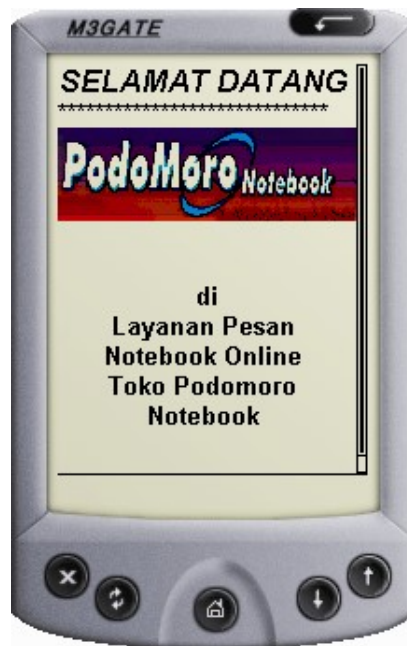 M3GATE
SELAMAT DATANG
******************************
PodoMoro Notebook
di
Layanan Pesan
Notebook Online
Toko Podomoro
Notebook